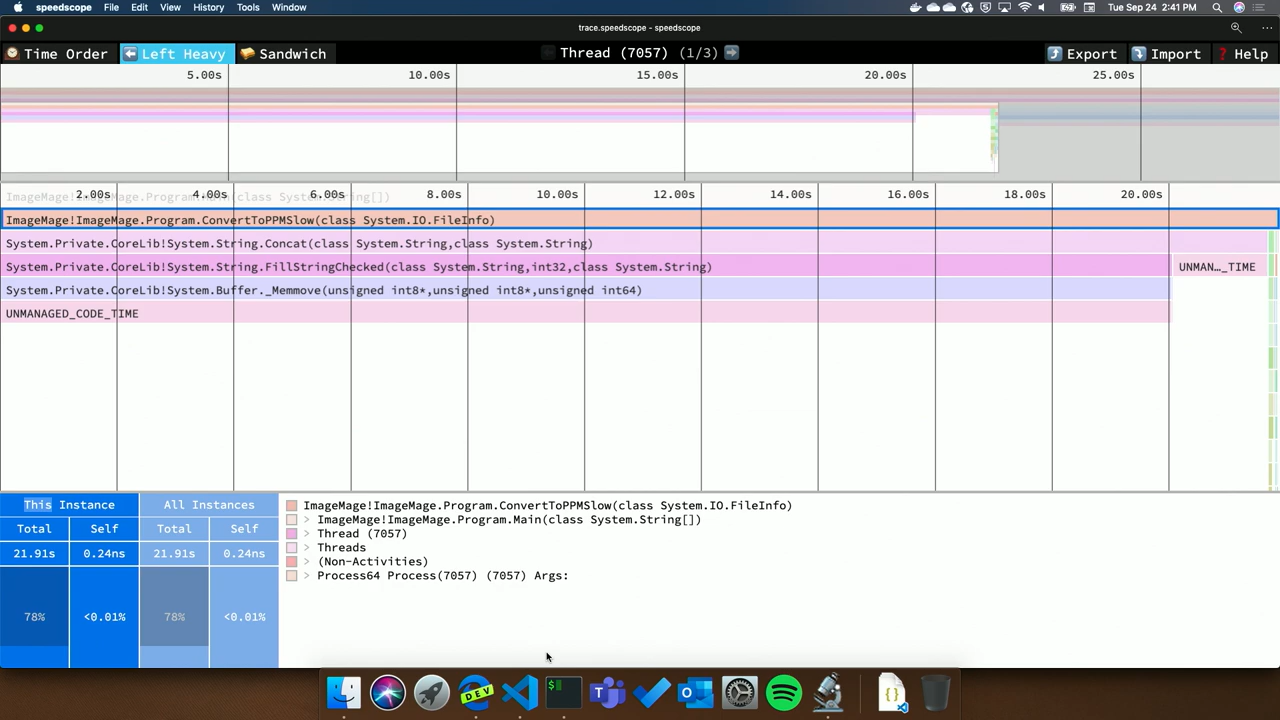 speedscope File Edit View History Tools Window Tue Sep 24 2:41 PM
trace.speedscope - speedscope
Time Order Left Heavy Sandwich Thread (7057) (1/3) Export Import ? Help
5.00s 10.00s 15.00s 20.00s 25.00s
2.00s 4.00s 6.00s 8.00s 10.00s 12.00s 14.00s 16.00s 18.00s 20.00s
ImageMage!ImageMage.Program.Main(class System.String[])
ImageMage!ImageMage.Program.ConvertToPPMSlow(class System.IO.FileInfo)
System.Private.CoreLib!System.String.Concat(class System.String,class System.String)
System.Private.CoreLib!System.String.FillStringChecked(class System.String,int32,class System.String) UNMAN…_TIME
System.Private.CoreLib!System.Buffer._Memmove(unsigned int8*,unsigned int8*,unsigned int64)
UNMANAGED_CODE_TIME
This Instance All Instances
Total Self Total Self
21.91s 0.24ns 21.91s 0.24ns
78% <0.01% 78% <0.01%
ImageMage!ImageMage.Program.ConvertToPPMSlow(class System.IO.FileInfo)
> ImageMage!ImageMage.Program.Main(class System.String[])
> Thread (7057)
> Threads
> (Non-Activities)
> Process64 Process(7057) (7057) Args:
DEV
$